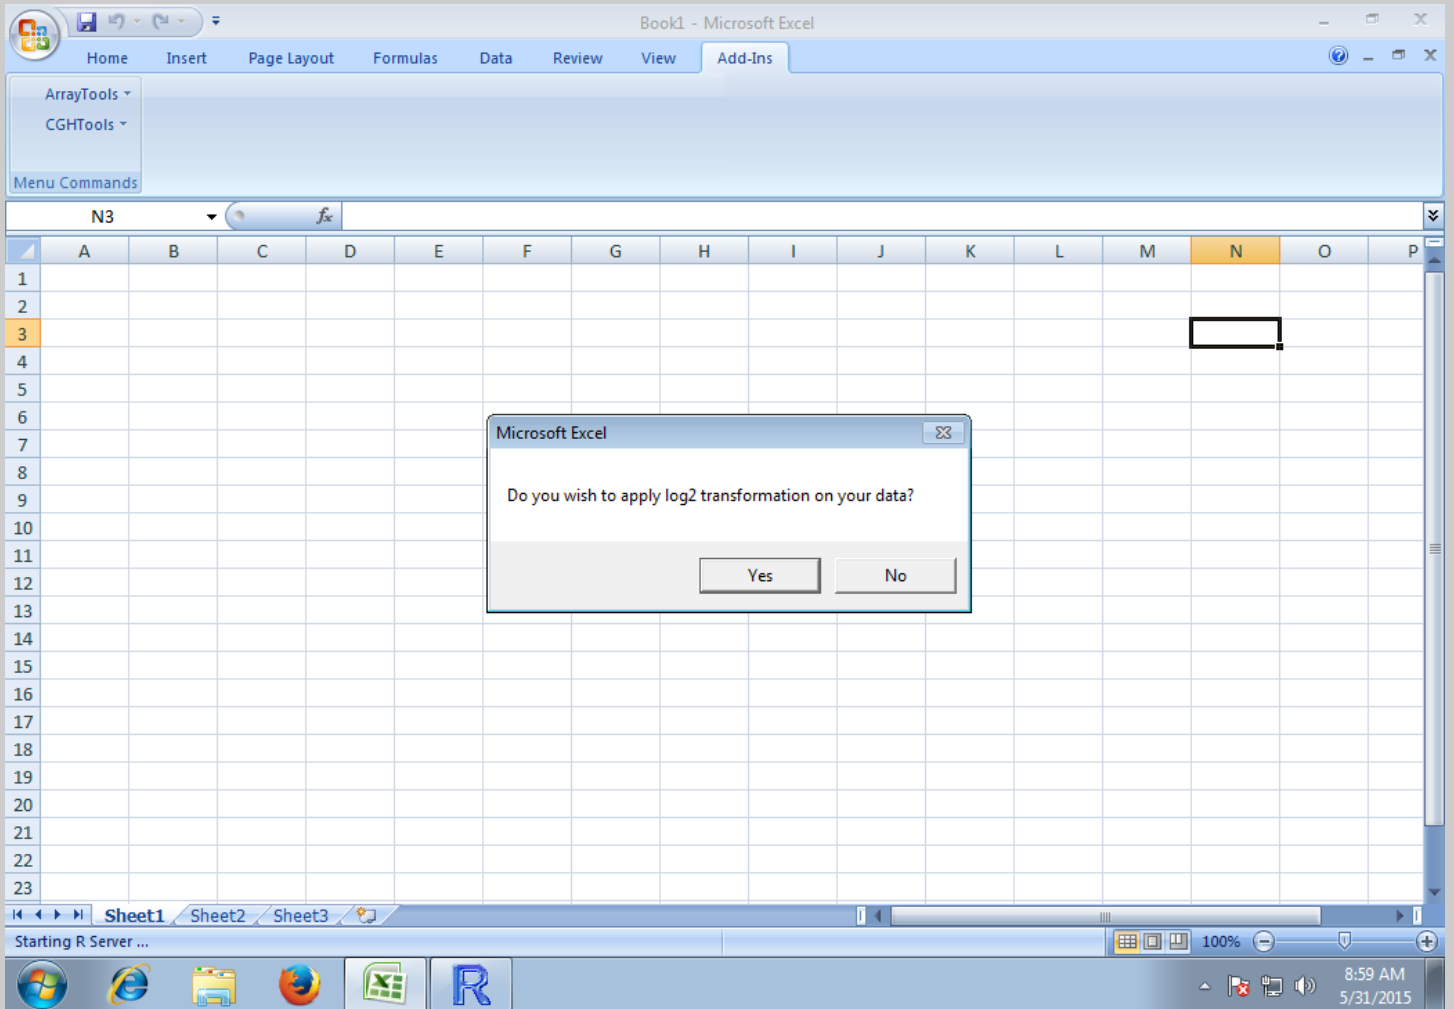 Book1 - Microsoft Excel
Home Insert Page Layout Formulas Data Review View Add-Ins
ArrayTools
CGHTools
Menu Commands
N3 fx
A B C D E F G H I J K L M N O P
1
2
3
4
5
6
7
8
9
10
11
12
13
14
15
16
17
18
19
20
21
22
23
Microsoft Excel
Do you wish to apply log2 transformation on your data?
Yes No
Sheet1 Sheet2 Sheet3
Starting R Server ... 100%
R
8:59 AM
5/31/2015